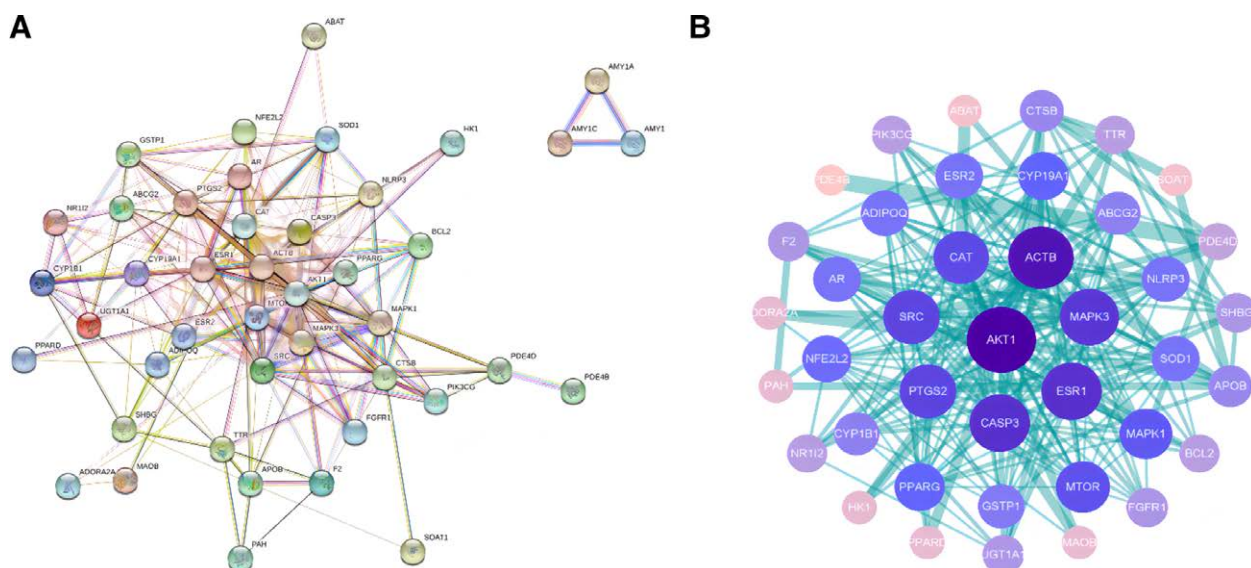 A
ABAT
AMY1A
NFE2L2
SOD1
HK1
GSTP1
AR
AMY1C
AMY1
PTGS2
NLRP3
ABCG2
CAT
CASP3
NR1I2
BCL2
CYP19A1
ESR1
ACTB
PPARG
CYP1B1
AKT1
MTOR
MAPK1
UGT1A1
ESR2
MAPK3
PPARD
ADIPOQ
SRC
CTSB
PDE4D
PDE4B
PIK3CG
SHBG
FGFR1
TTR
ADORA2A
MAOB
APOB
F2
SOAT1
PAH
B
ABAT
CTSB
PIK3CG
TTR
PDE4B
ESR2
CYP19A1
SOAT
ADIPOQ
ABCG2
F2
CAT
ACTB
PDE4D
AR
NLRP3
ADORA2A
SRC
MAPK3
SHBG
AKT1
NFE2L2
SOD1
PAH
PTGS2
ESR1
APOB
CASP3
CYP1B1
MAPK1
NR1I2
BCL2
PPARG
MTOR
HK1
GSTP1
FGFR1
PPARD
UGT1A1
MAOB